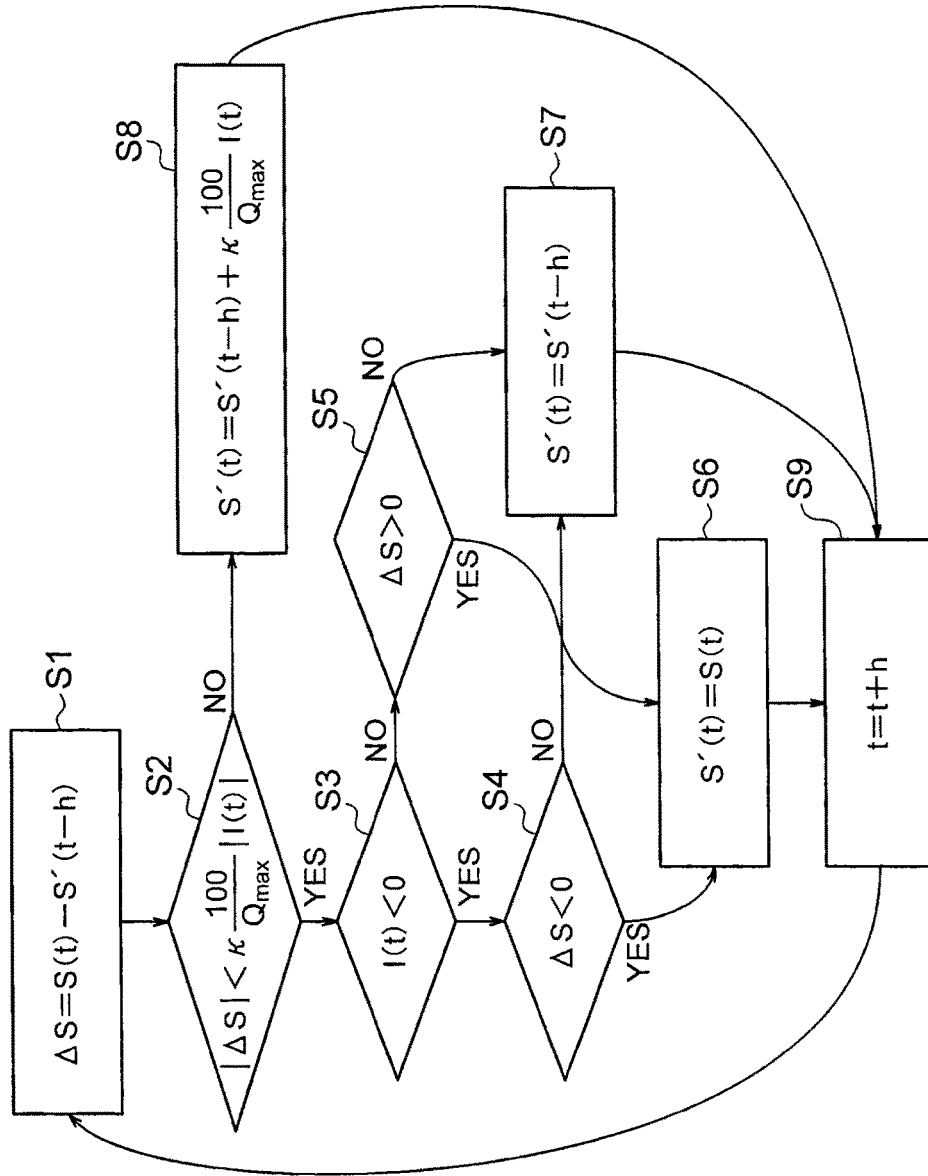 S1
ΔS=S(t)−S´(t−h)
S2
|ΔS|<κ 100/Qmax |I(t)|
NO
YES
S8
S´(t)=S´(t−h)+κ 100/Qmax I(t)
S3
I(t)<0
NO
YES
S5
ΔS>0
NO
YES
S4
ΔS<0
NO
YES
S7
S´(t)=S´(t−h)
S6
S´(t)=S(t)
S9
t=t+h